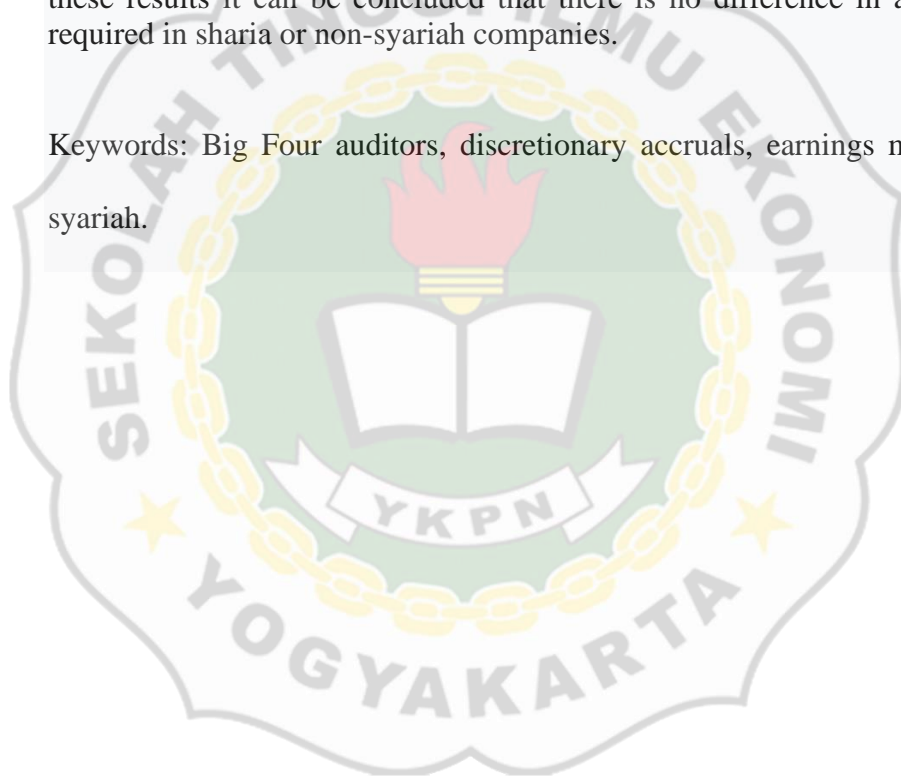 these results it can be concluded that there is no difference in a
required in sharia or non-syariah companies.
Keywords: Big Four auditors, discretionary accruals, earnings m
syariah.
SEKOLAH TINGGI ILMU EKONOMI
YKPN
YOGYAKARTA